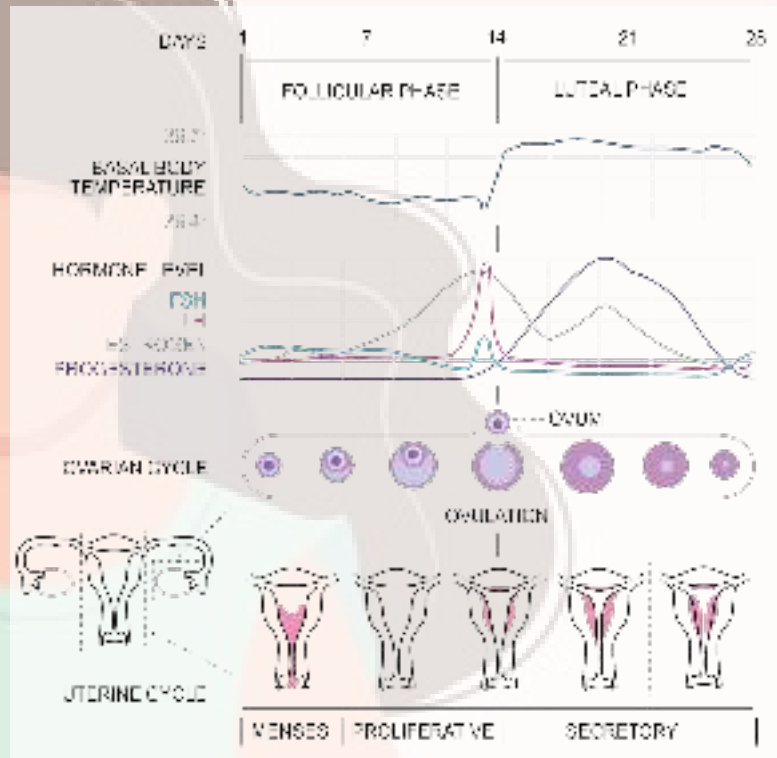 DAYS 1 7 14 21 28
FOLLICULAR PHASE LUTEAL PHASE
BASAL BODY
TEMPERATURE
HORMONE LEVEL
FSH
LH
ESTROGEN
PROGESTERONE
OVUM
OVARIAN CYCLE
OVULATION
UTERINE CYCLE
MENSES PROLIFERATIVE SECRETORY